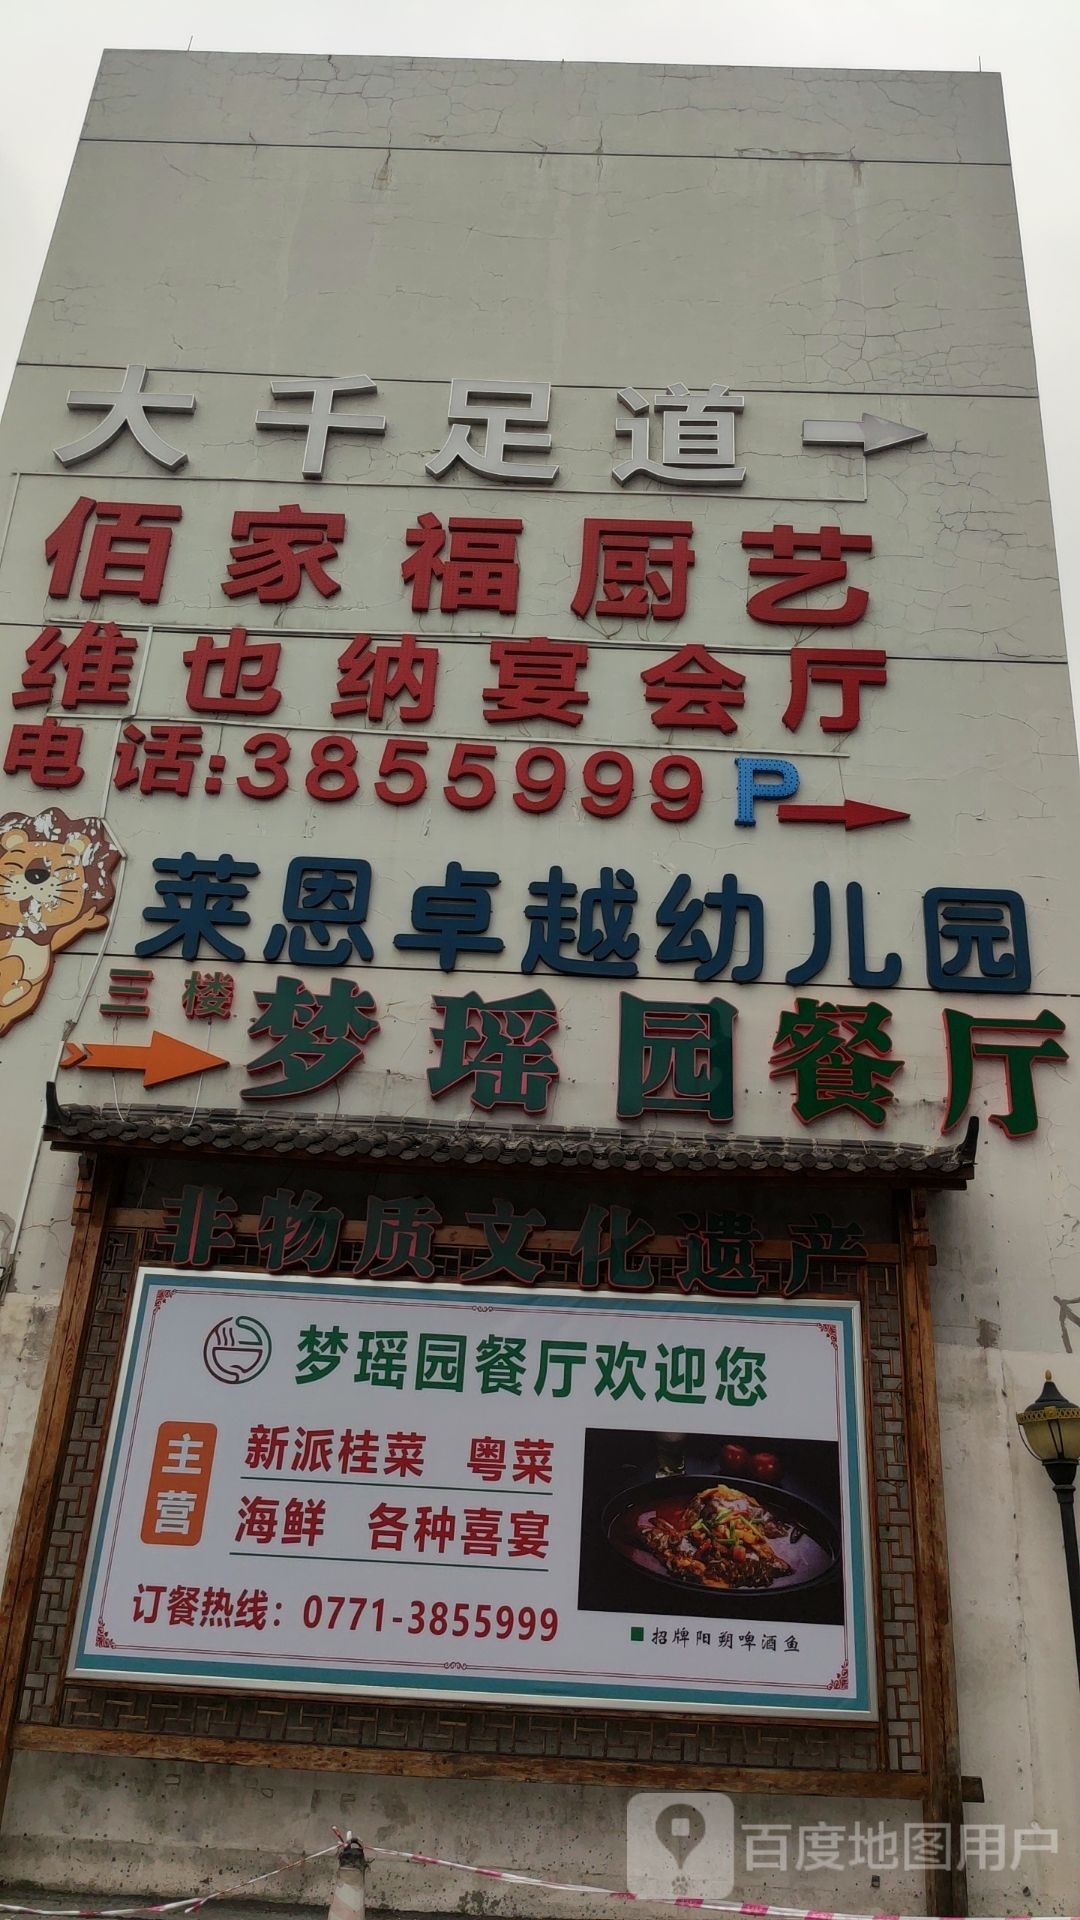 大千足道
佰家福厨艺
维也纳宴会厅
电话:3855999 P
莱恩卓越幼儿园
三楼 梦瑶园餐厅
非物质文化遗产
梦瑶园餐厅欢迎您
主营
新派桂菜 粤菜
海鲜 各种喜宴
订餐热线：0771-3855999
招牌阳朔啤酒鱼
百度地图用户